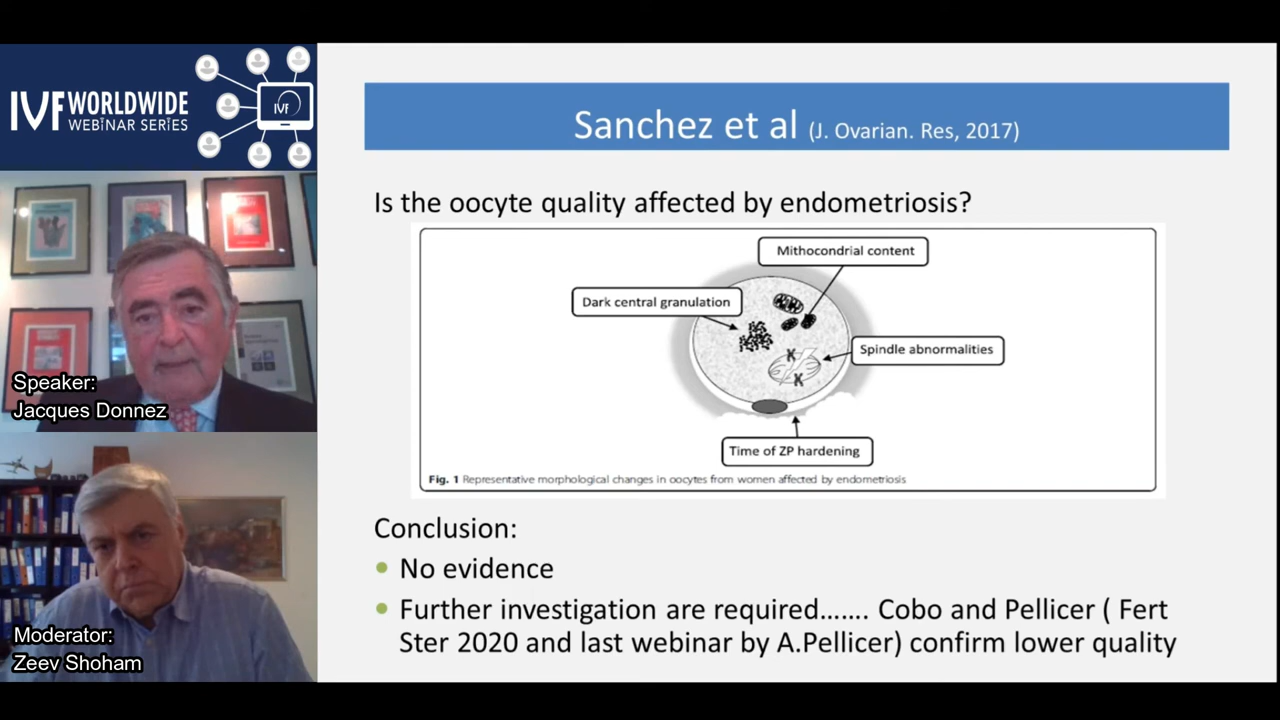 IVF WORLDWIDE
WEBINAR SERIES
IVF
Speaker:
Jacques Donnez
Moderator:
Zeev Shoham
Sanchez et al (J. Ovarian. Res, 2017)
Is the oocyte quality affected by endometriosis?
Mithocondrial content
Dark central granulation
Spindle abnormalities
Time of ZP hardening
Fig. 1 Representative morphological changes in oocytes from women affected by endometriosis
Conclusion:
• No evidence
• Further investigation are required……. Cobo and Pellicer ( Fert
Ster 2020 and last webinar by A.Pellicer) confirm lower quality